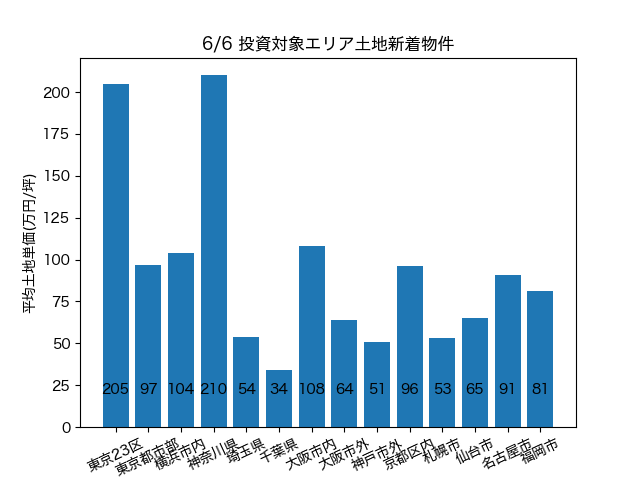 6/6 投資対象エリア土地新着物件
平均土地単価(万円/坪)
200
175
150
125
100
75
50
25
0
205 97 104 210 54 34 108 64 51 96 53 65 91 81
東京23区
東京都市部
横浜市内
神奈川県
埼玉県
千葉県
大阪市内
大阪市外
神戸市外
京都区内
札幌市
仙台市
名古屋市
福岡市